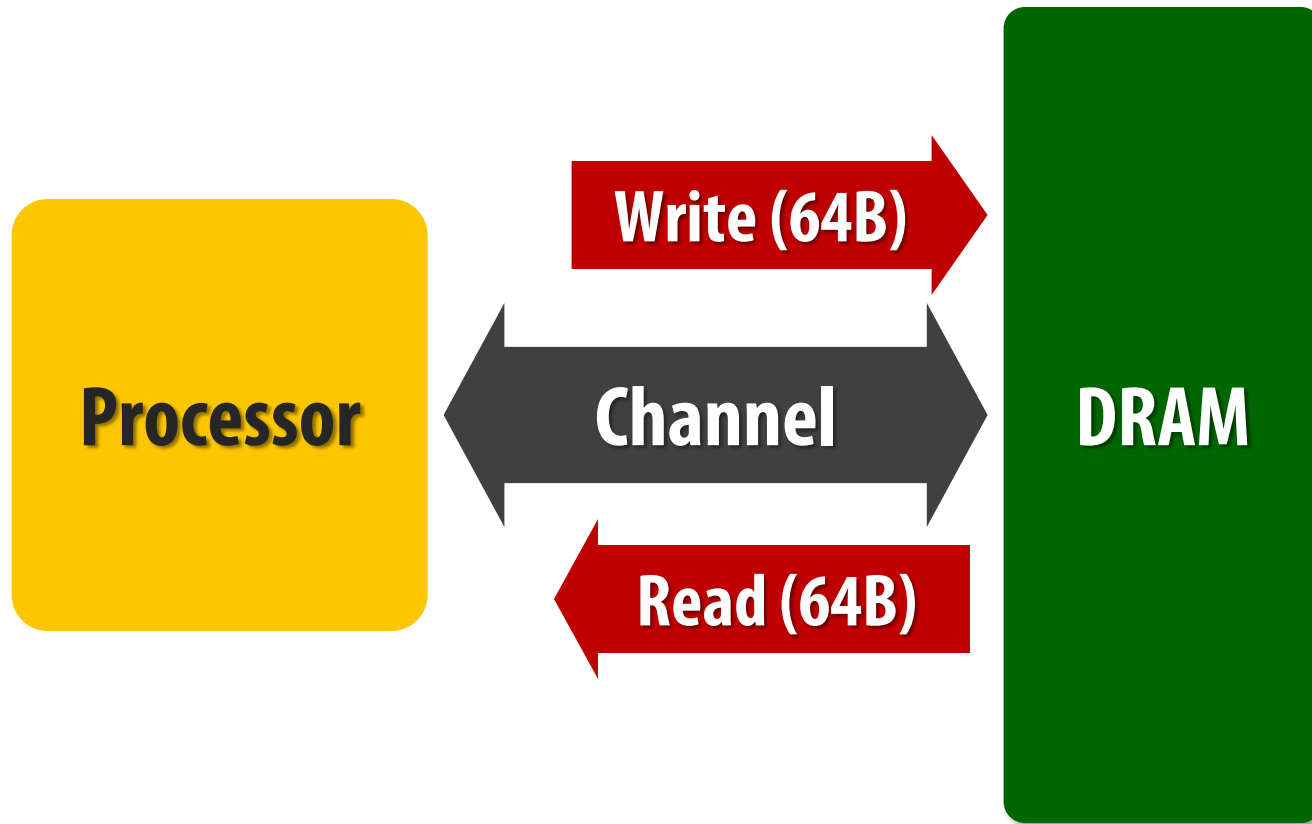 Write (64B)
Processor
Channel
DRAM
Read (64B)